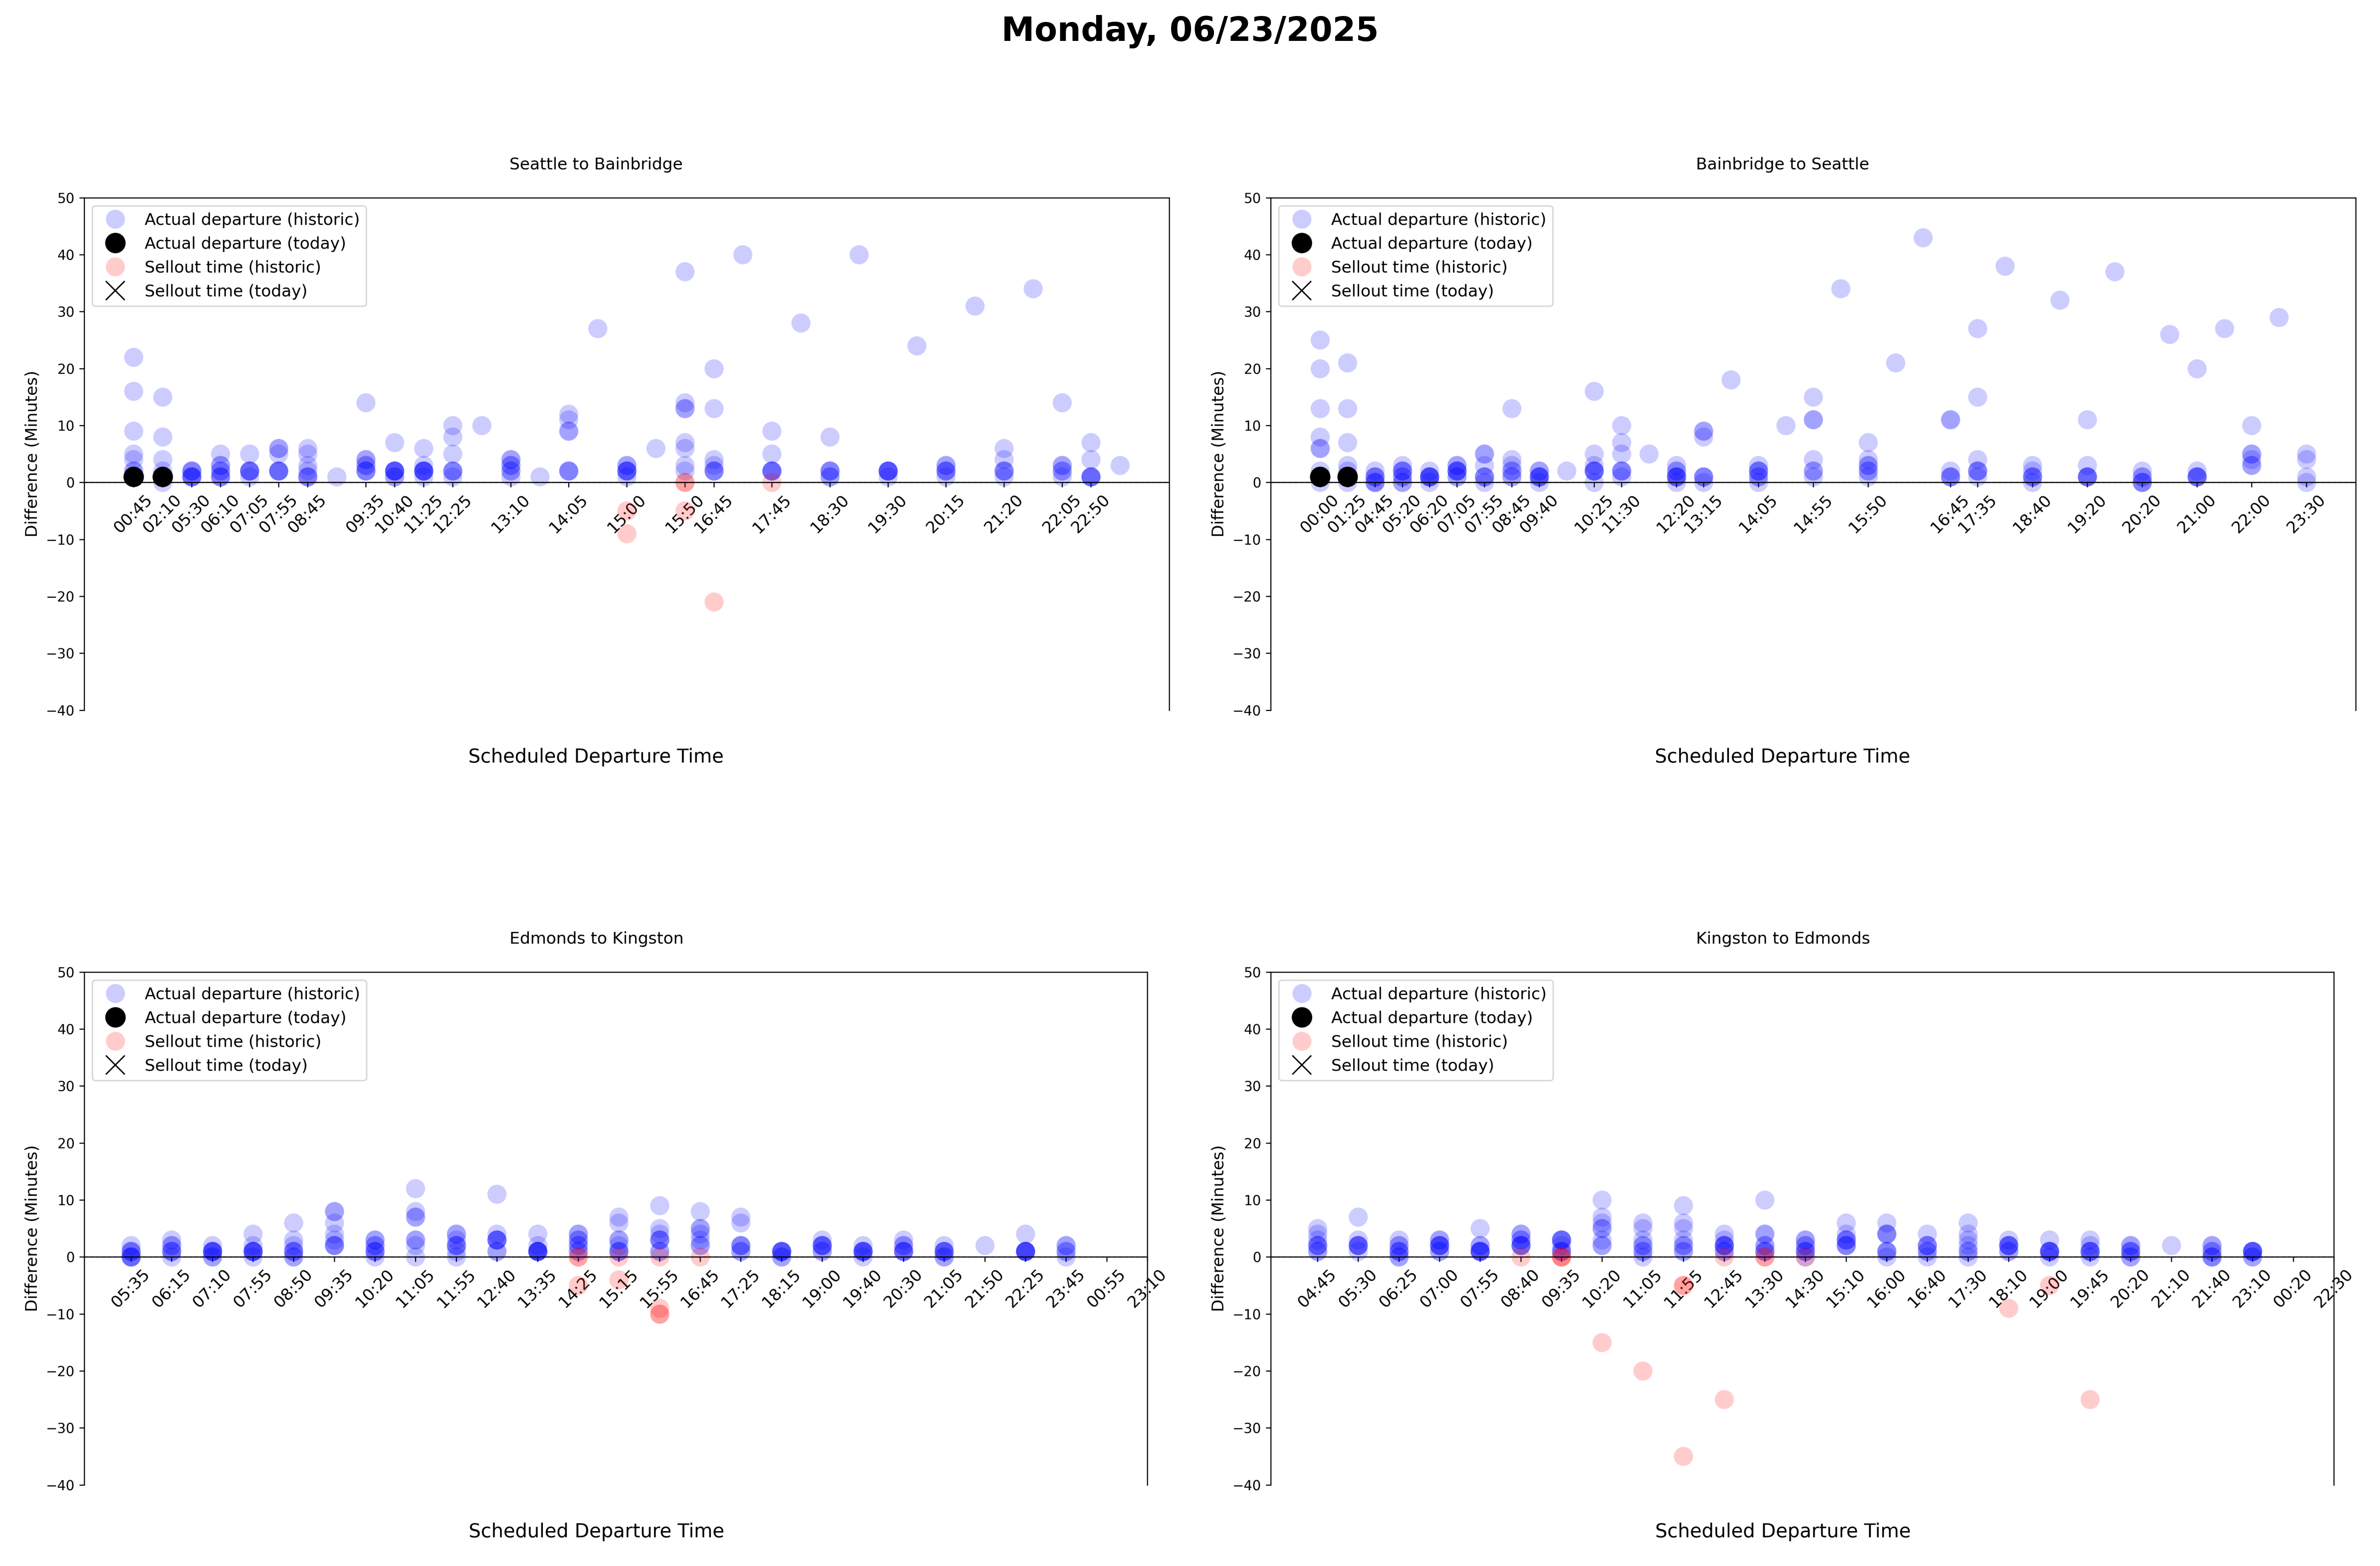 Monday, 06/23/2025
Seattle to Bainbridge
Difference (Minutes)
50
40
30
20
10
0
−10
−20
−30
−40
Actual departure (historic)
Actual departure (today)
Sellout time (historic)
Sellout time (today)
00:45 02:10 05:30 06:10 07:05 07:55 08:45 09:35 10:40 11:25 12:25 13:10 14:05 15:00 15:50 16:45 17:45 18:30 19:30 20:15 21:20 22:05 22:50
Scheduled Departure Time
Bainbridge to Seattle
Difference (Minutes)
50
40
30
20
10
0
−10
−20
−30
−40
Actual departure (historic)
Actual departure (today)
Sellout time (historic)
Sellout time (today)
00:00 01:25 04:45 05:20 06:20 07:05 07:55 08:45 09:40 10:25 11:30 12:20 13:15 14:05 14:55 15:50 16:45 17:35 18:40 19:20 20:20 21:00 22:00 23:30
Scheduled Departure Time
Edmonds to Kingston
Difference (Minutes)
50
40
30
20
10
0
−10
−20
−30
−40
Actual departure (historic)
Actual departure (today)
Sellout time (historic)
Sellout time (today)
05:35 06:15 07:10 07:55 08:50 09:35 10:20 11:05 11:55 12:40 13:35 14:25 15:15 15:55 16:45 17:25 18:15 19:00 19:40 20:30 21:05 21:50 22:25 23:45 00:55 23:10
Scheduled Departure Time
Kingston to Edmonds
Difference (Minutes)
50
40
30
20
10
0
−10
−20
−30
−40
Actual departure (historic)
Actual departure (today)
Sellout time (historic)
Sellout time (today)
04:45 05:30 06:25 07:00 07:55 08:40 09:35 10:20 11:05 11:55 12:45 13:30 14:30 15:10 16:00 16:40 17:30 18:10 19:00 19:45 20:20 21:10 21:40 23:10 00:20 22:30
Scheduled Departure Time